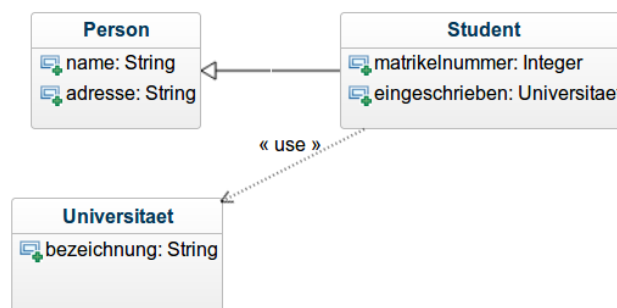 Person
name: String
adresse: String
Student
matrikelnummer: Integer
eingeschrieben: Universitaet
« use »
Universitaet
bezeichnung: String